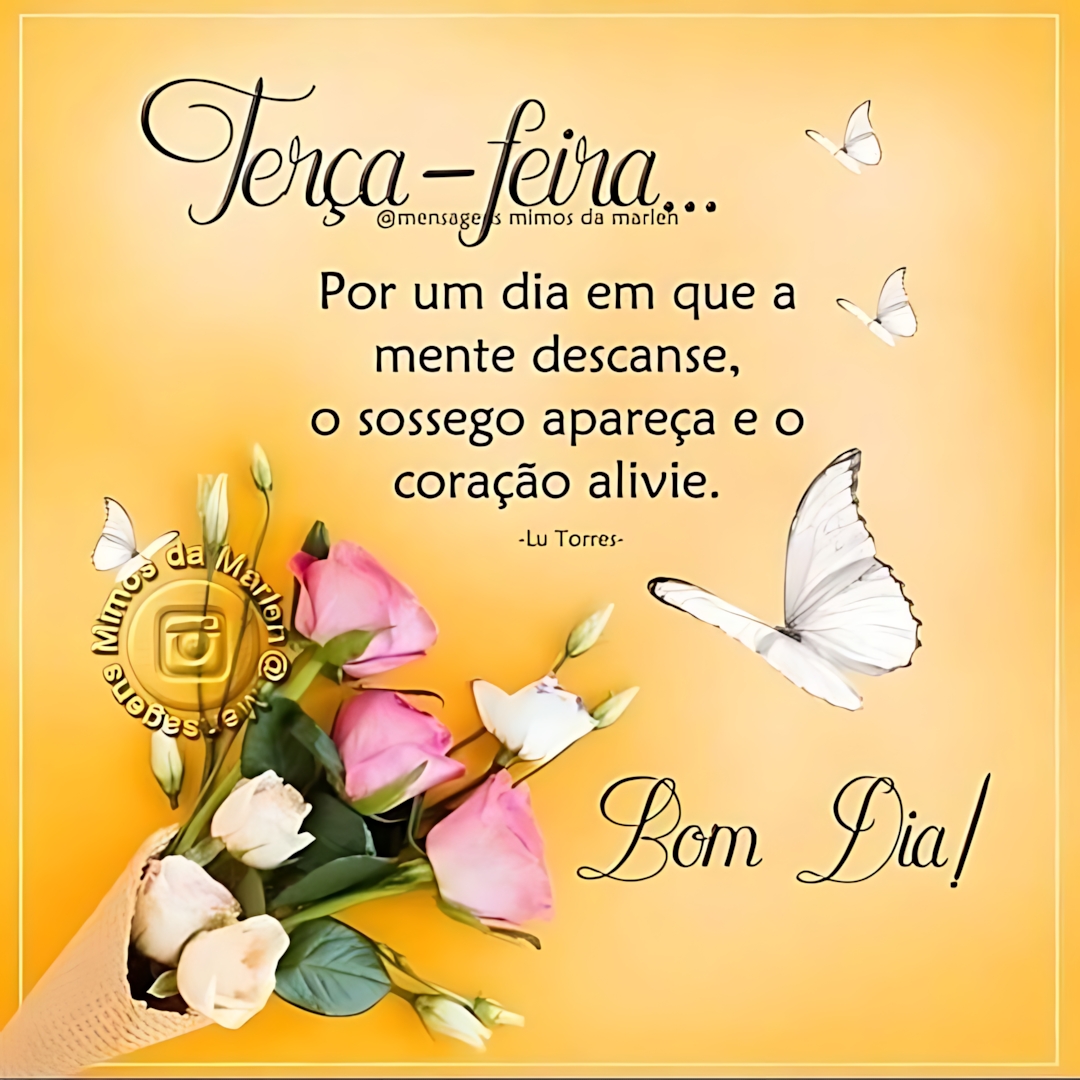 Terça-feira...
@mensagens mimos da marlen
Por um dia em que a
mente descanse,
o sossego apareça e o
coração alivie.
-Lu Torres-
Mensagens Mimos da Marlen @
Bom Dia!